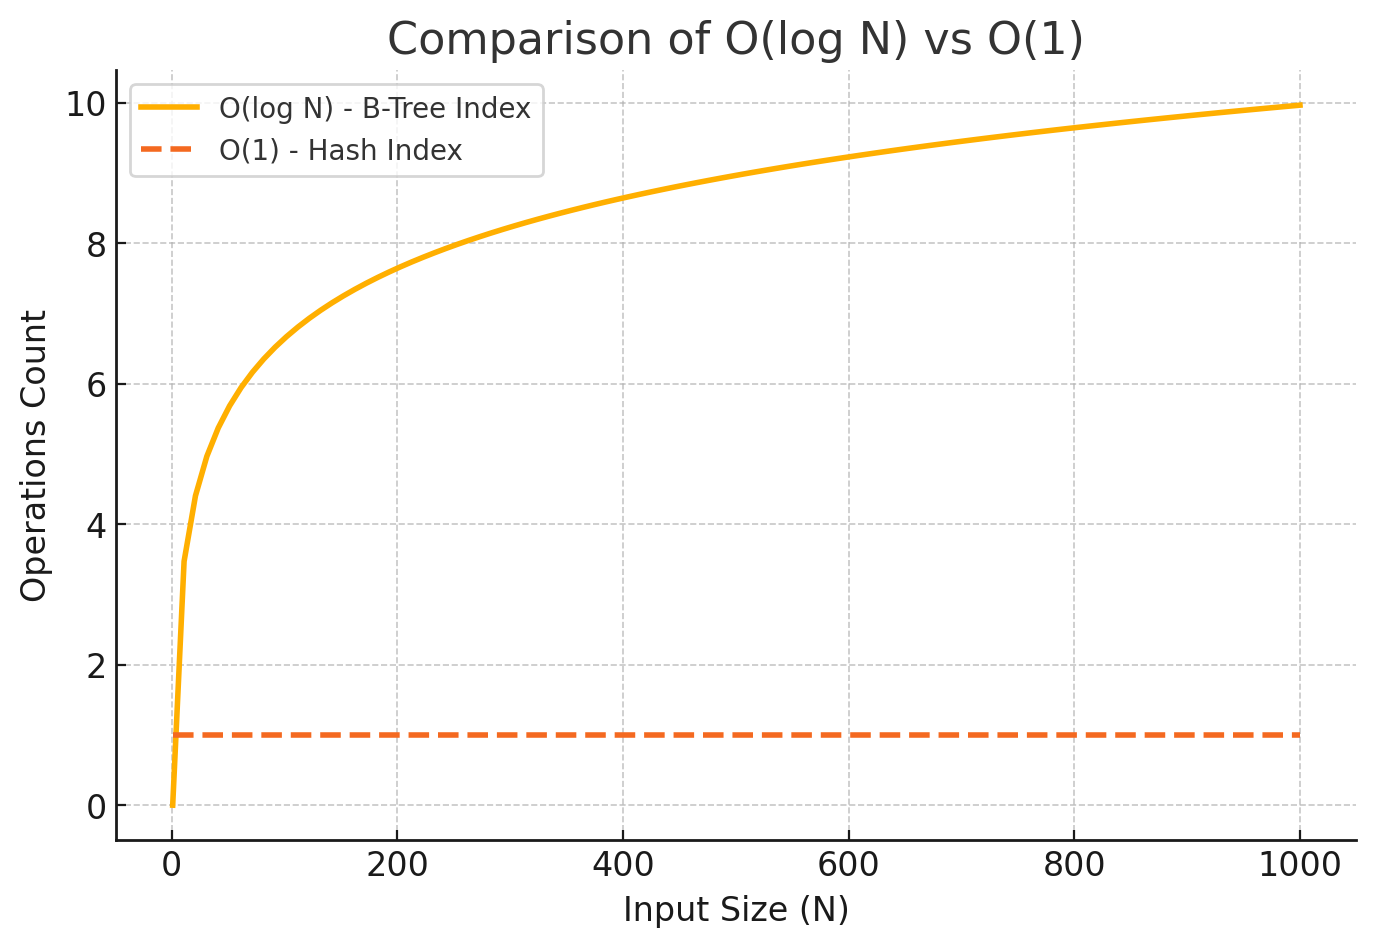 Comparison of O(log N) vs O(1)
O(log N) - B-Tree Index
O(1) - Hash Index
Operations Count
10
8
6
4
2
0
0 200 400 600 800 1000
Input Size (N)